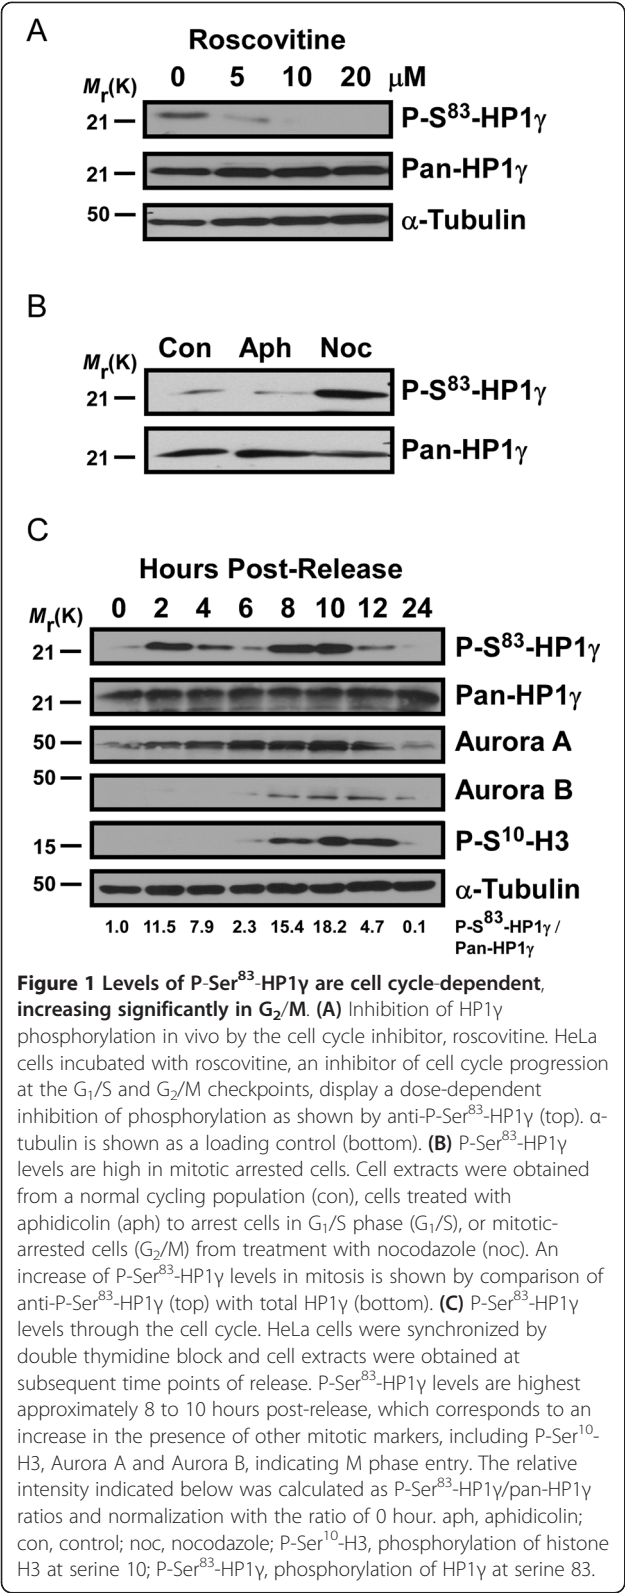 A
Roscovitine
Mr(K) 0 5 10 20 μM
21 — P-S83-HP1γ
21 — Pan-HP1γ
50 — α-Tubulin
B
Mr(K) Con Aph Noc
21 — P-S83-HP1γ
21 — Pan-HP1γ
C
Hours Post-Release
Mr(K) 0 2 4 6 8 10 12 24
21 — P-S83-HP1γ
21 — Pan-HP1γ
50 — Aurora A
50 — Aurora B
15 — P-S10-H3
50 — α-Tubulin
1.0 11.5 7.9 2.3 15.4 18.2 4.7 0.1 P-S83-HP1γ /
Pan-HP1γ
Figure 1 Levels of P-Ser83-HP1γ are cell cycle-dependent,
increasing significantly in G2/M. (A) Inhibition of HP1γ
phosphorylation in vivo by the cell cycle inhibitor, roscovitine. HeLa
cells incubated with roscovitine, an inhibitor of cell cycle progression
at the G1/S and G2/M checkpoints, display a dose-dependent
inhibition of phosphorylation as shown by anti-P-Ser83-HP1γ (top). α-
tubulin is shown as a loading control (bottom). (B) P-Ser83-HP1γ
levels are high in mitotic arrested cells. Cell extracts were obtained
from a normal cycling population (con), cells treated with
aphidicolin (aph) to arrest cells in G1/S phase (G1/S), or mitotic-
arrested cells (G2/M) from treatment with nocodazole (noc). An
increase of P-Ser83-HP1γ levels in mitosis is shown by comparison of
anti-P-Ser83-HP1γ (top) with total HP1γ (bottom). (C) P-Ser83-HP1γ
levels through the cell cycle. HeLa cells were synchronized by
double thymidine block and cell extracts were obtained at
subsequent time points of release. P-Ser83-HP1γ levels are highest
approximately 8 to 10 hours post-release, which corresponds to an
increase in the presence of other mitotic markers, including P-Ser10-
H3, Aurora A and Aurora B, indicating M phase entry. The relative
intensity indicated below was calculated as P-Ser83-HP1γ/pan-HP1γ
ratios and normalization with the ratio of 0 hour. aph, aphidicolin;
con, control; noc, nocodazole; P-Ser10-H3, phosphorylation of histone
H3 at serine 10; P-Ser83-HP1γ, phosphorylation of HP1γ at serine 83.